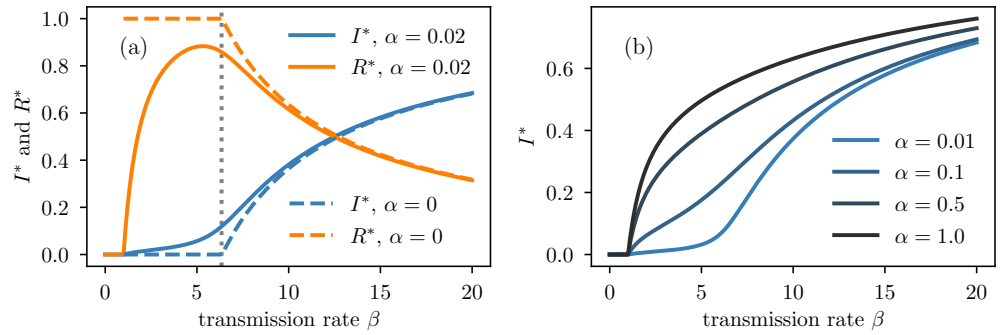 (a)
I*, α = 0.02
R*, α = 0.02
I*, α = 0
R*, α = 0
I* and R*
1.0
0.8
0.6
0.4
0.2
0.0
0 5 10 15 20
transmission rate β
(b)
α = 0.01
α = 0.1
α = 0.5
α = 1.0
I*
0.6
0.4
0.2
0.0
0 5 10 15 20
transmission rate β